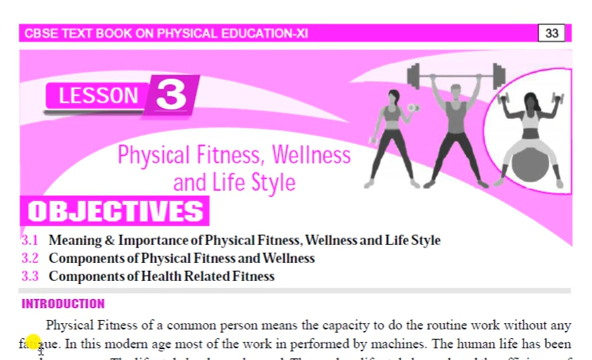 CBSE TEXT BOOK ON PHYSICAL EDUCATION-XI 33
LESSON 3
Physical Fitness, Wellness
and Life Style
OBJECTIVES
3.1 Meaning & Importance of Physical Fitness, Wellness and Life Style
3.2 Components of Physical Fitness and Wellness
3.3 Components of Health Related Fitness
INTRODUCTION
Physical Fitness of a common person means the capacity to do the routine work without any
fatigue. In this modern age most of the work in performed by machines. The human life has been